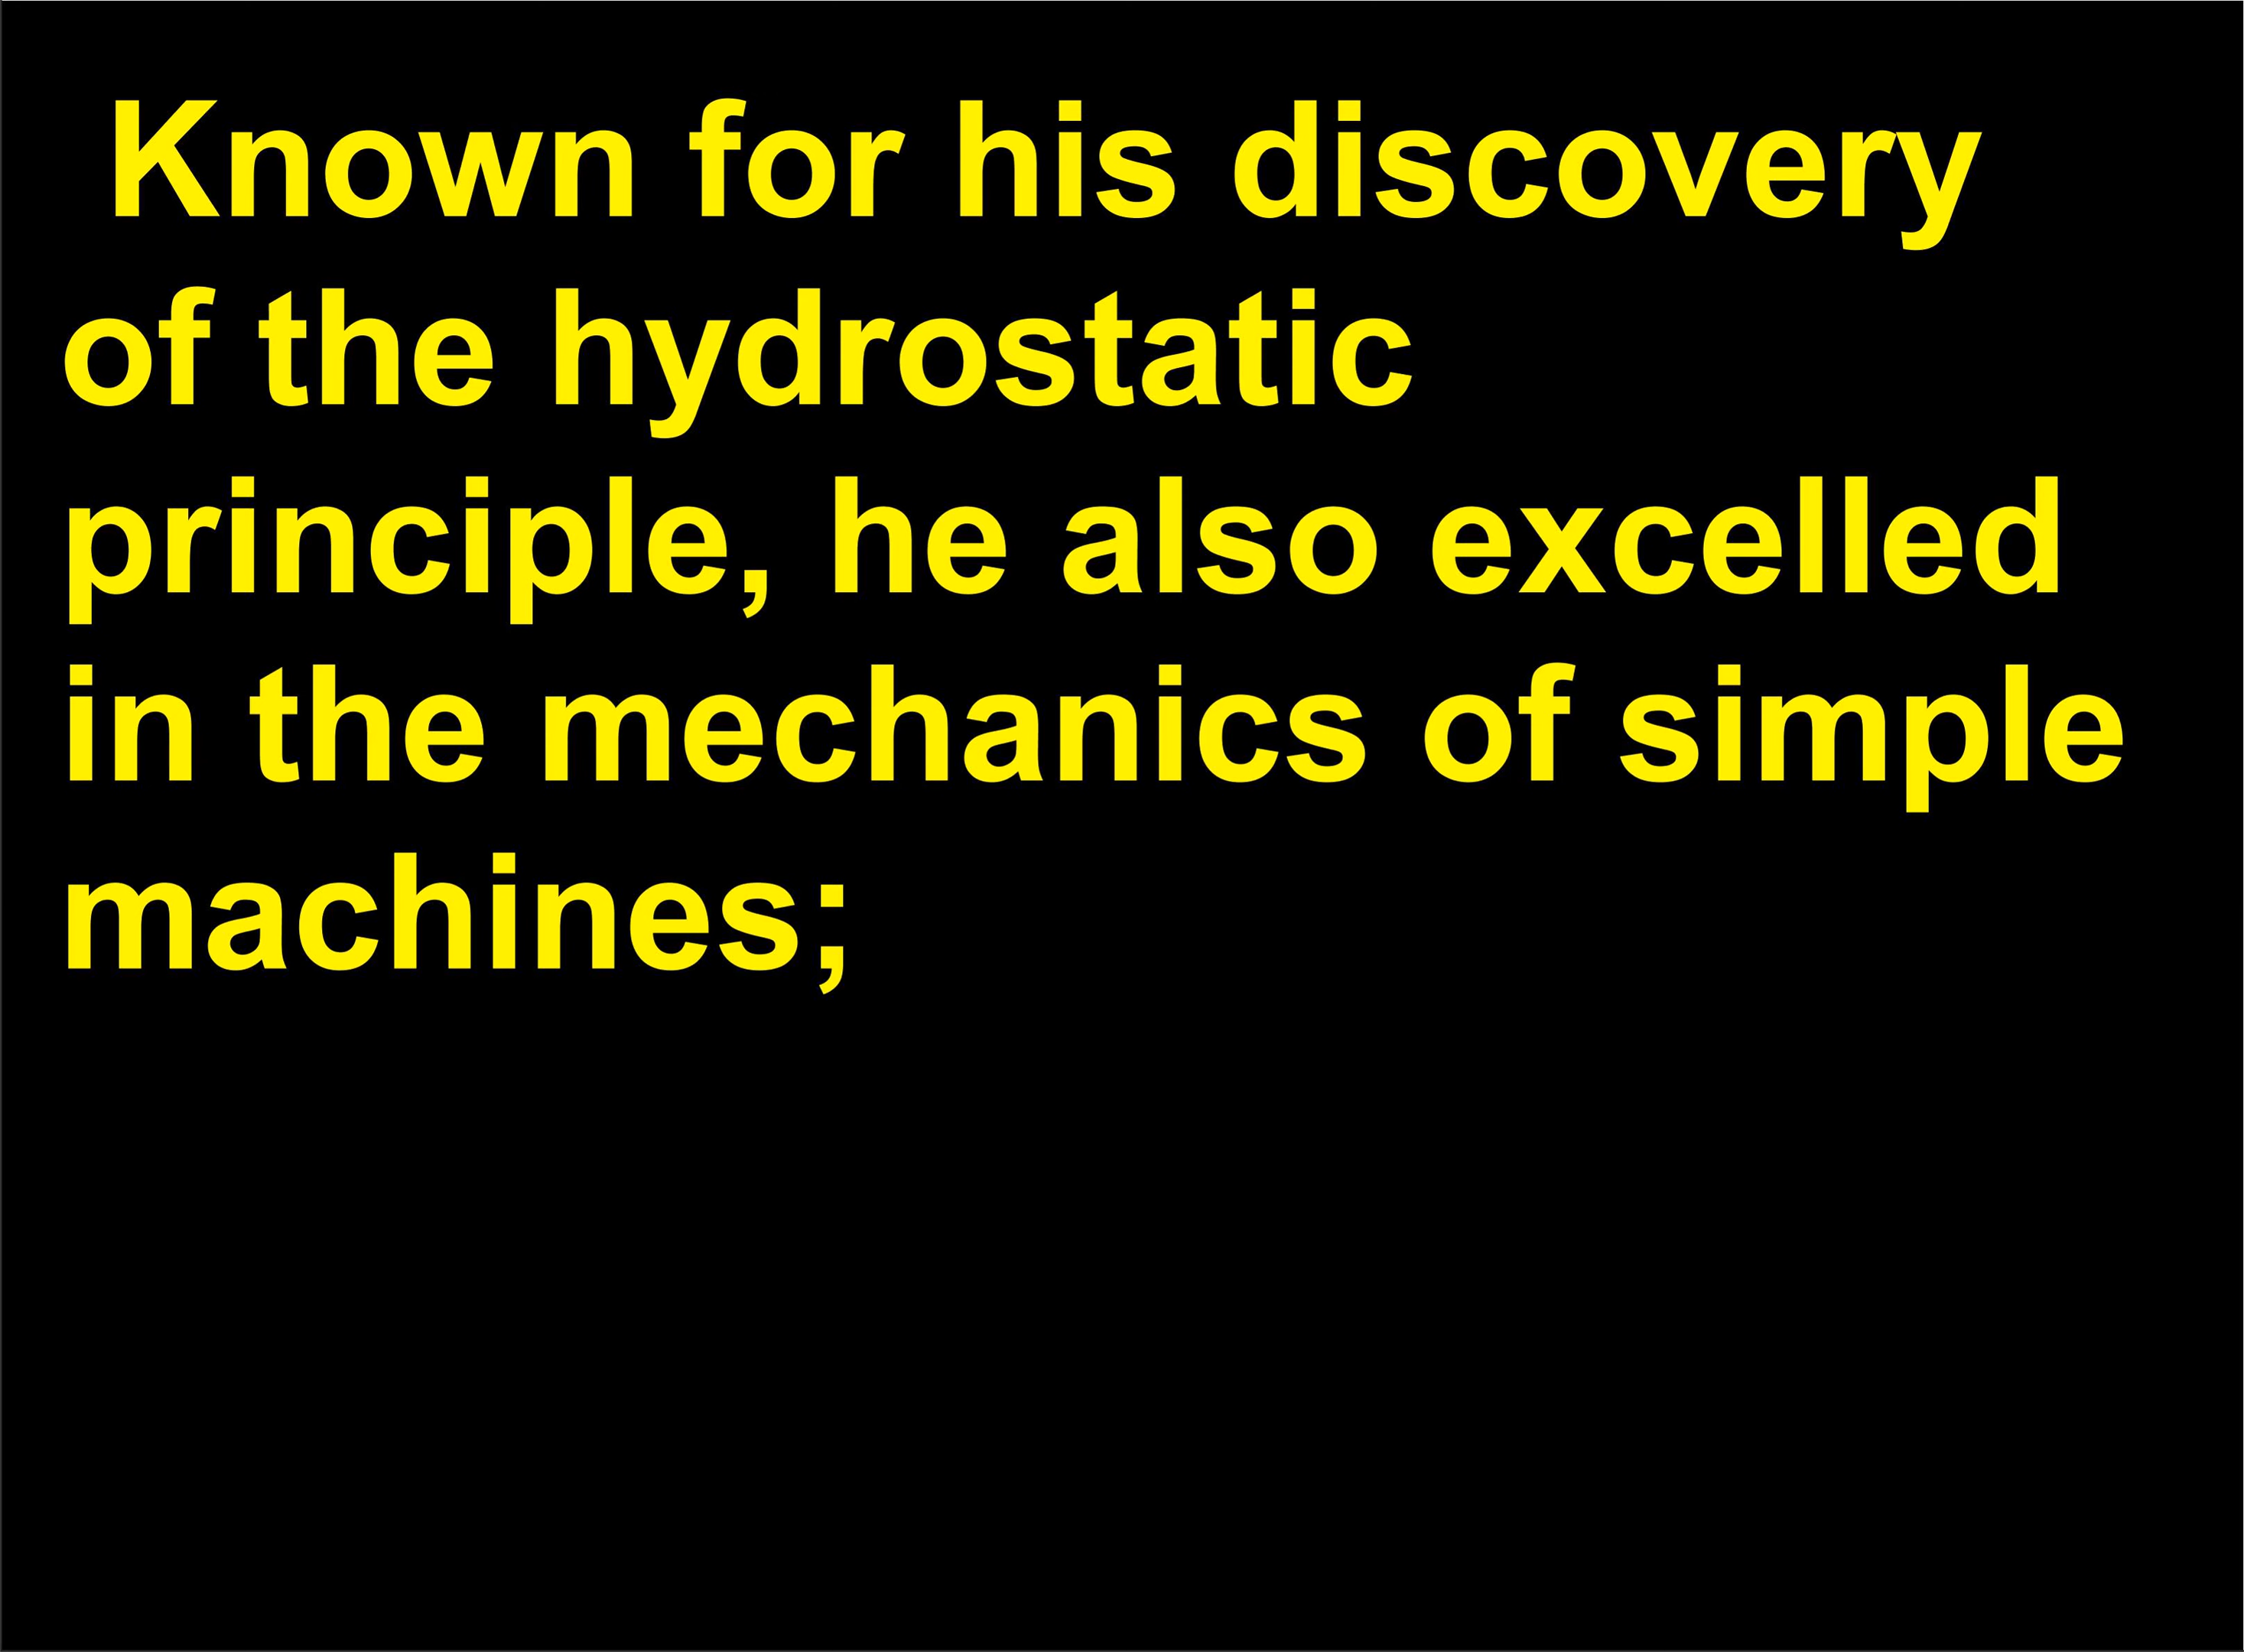 Known for his discovery
of the hydrostatic
principle, he also excelled
in the mechanics of simple
machines;